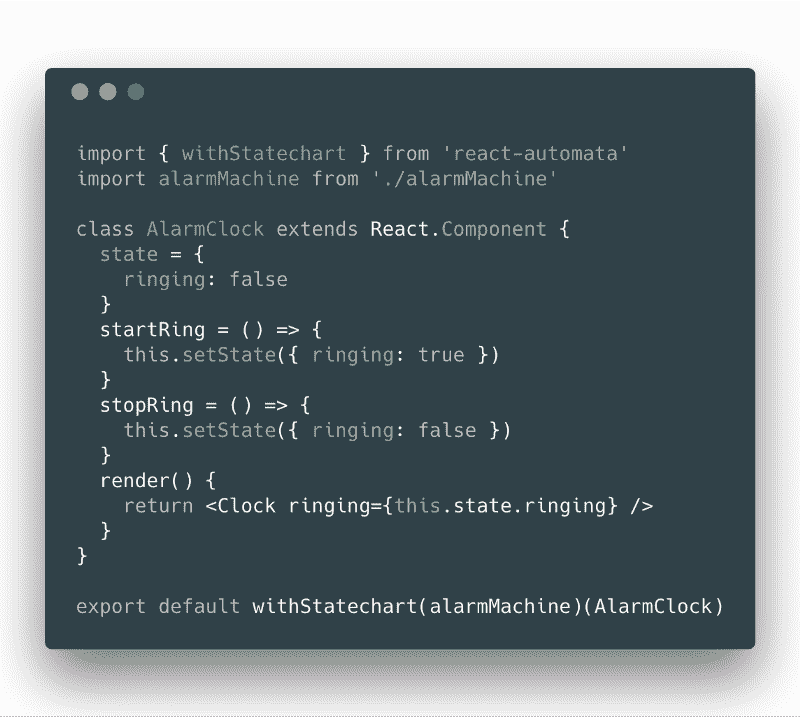 import { withStatechart } from 'react-automata'
import alarmMachine from './alarmMachine'
class AlarmClock extends React.Component {
state = {
ringing: false
}
startRing = () => {
this.setState({ ringing: true })
}
stopRing = () => {
this.setState({ ringing: false })
}
render() {
return <Clock ringing={this.state.ringing} />
}
}
export default withStatechart(alarmMachine)(AlarmClock)